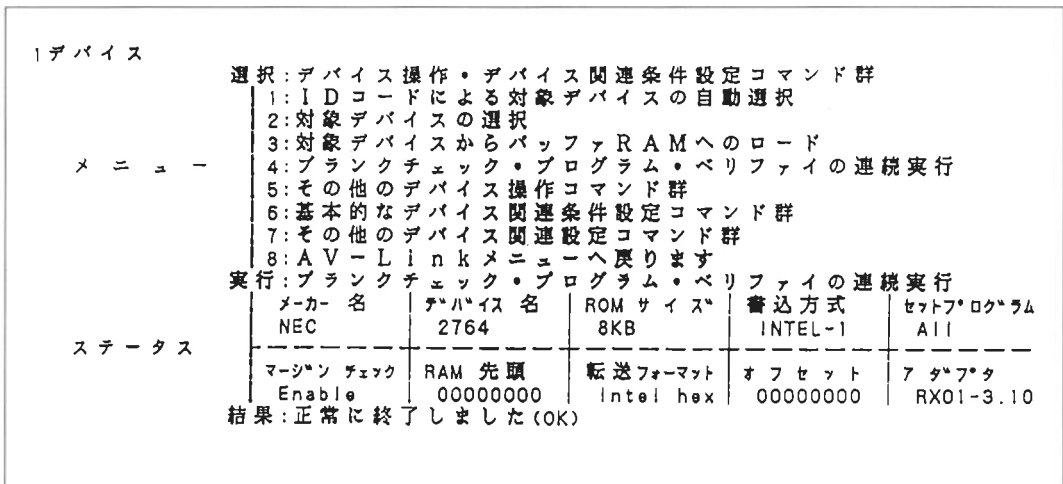 1デバイス
選択:デバイス操作・デバイス関連条件設定コマンド群
1:IDコードによる対象デバイスの自動選択
2:対象デバイスの選択
3:対象デバイスからバッファRAMへのロード
メニュー 4:ブランクチェック・プログラム・ベリファイの連続実行
5:その他のデバイス操作コマンド群
6:基本的なデバイス関連条件設定コマンド群
7:その他のデバイス関連設定コマンド群
8:AV-Linkメニューへ戻ります
実行:ブランクチェック・プログラム・ベリファイの連続実行
メーカー名 デバイス名 ROMサイズ 書込方式 セットプログラム
NEC 2764 8KB INTEL-1 All
ステータス
マージンチェック RAM先頭 転送フォーマット オフセット アダプタ
Enable 00000000 Intel hex 00000000 RX01-3.10
結果:正常に終了しました(OK)